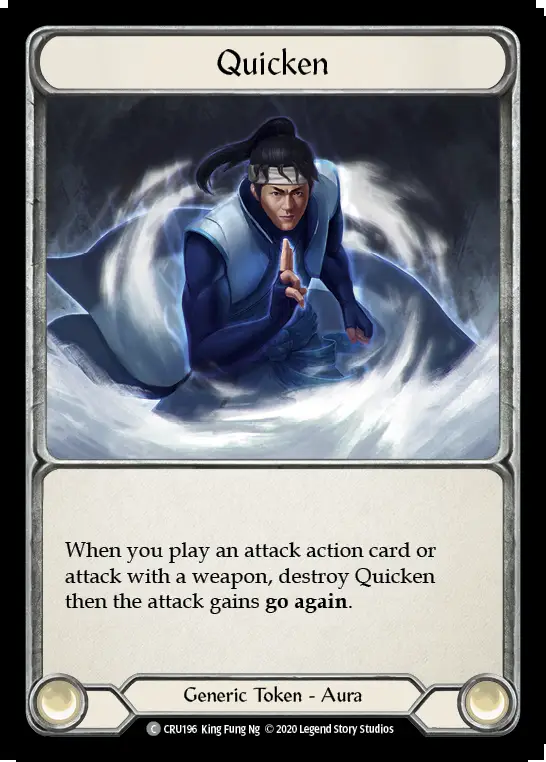 Quicken
When you play an attack action card or
attack with a weapon, destroy Quicken
then the attack gains go again.
Generic Token - Aura
C CRU196 King Fung Ng © 2020 Legend Story Studios